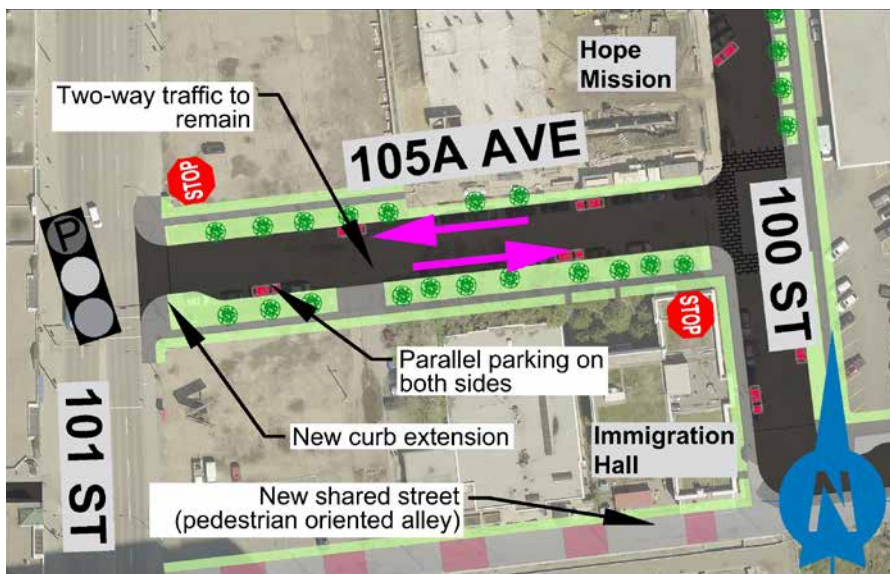 Hope
Mission
Two-way traffic to
remain
105A AVE
STOP
P
100 ST
STOP
Parallel parking on
both sides
101 ST
New curb extension
Immigration
Hall
New shared street
(pedestrian oriented alley)
N